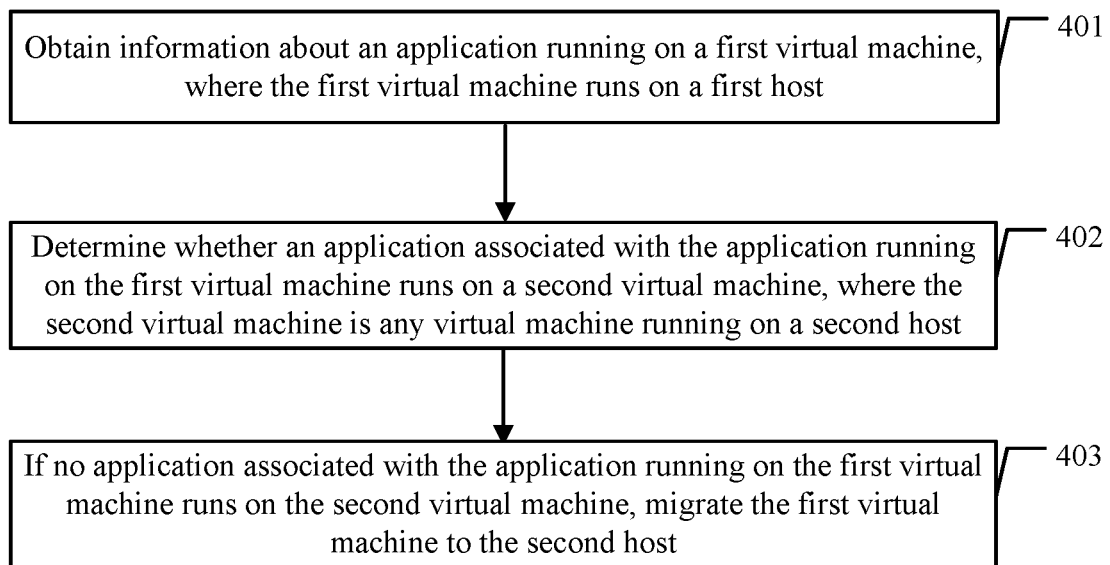 Obtain information about an application running on a first virtual machine,
where the first virtual machine runs on a first host
401
Determine whether an application associated with the application running
on the first virtual machine runs on a second virtual machine, where the
second virtual machine is any virtual machine running on a second host
402
If no application associated with the application running on the first virtual
machine runs on the second virtual machine, migrate the first virtual
machine to the second host
403